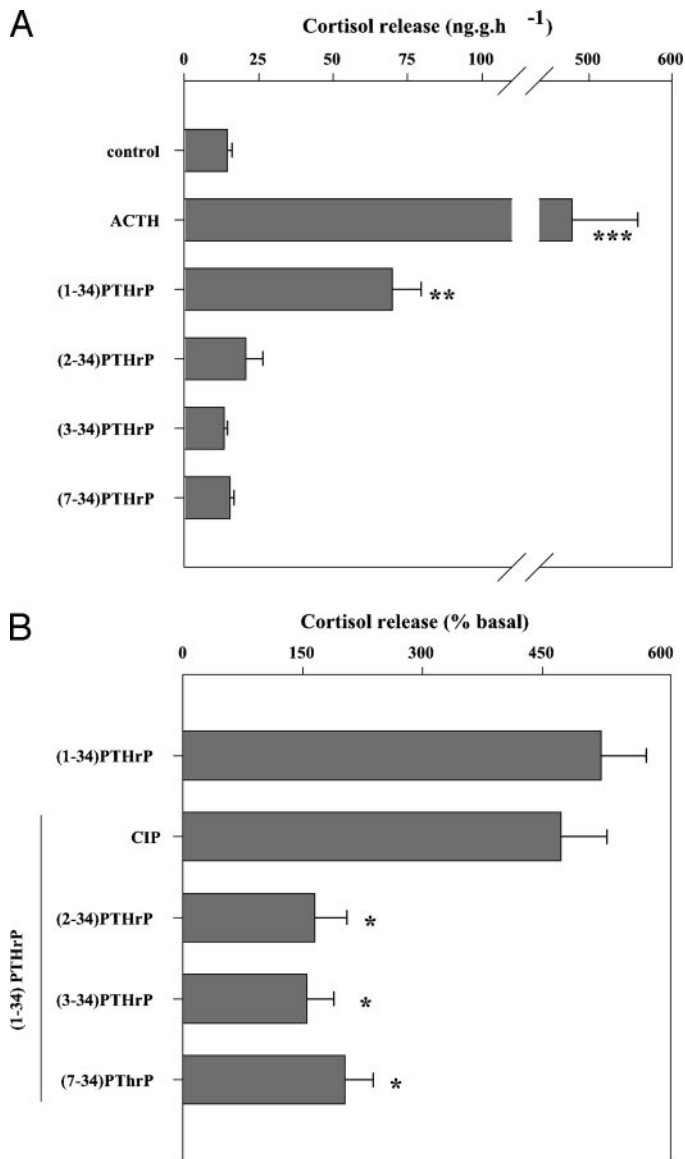 A
Cortisol release (ng.g.h -1)
0 25 50 75 100 500 600
control
ACTH
***
(1-34)PTHrP
**
(2-34)PTHrP
(3-34)PTHrP
(7-34)PTHrP
B
Cortisol release (% basal)
0 150 300 450 600
(1-34)PTHrP
CIP
(2-34)PTHrP
*
(3-34)PTHrP
*
(7-34)PThrP
*
(1-34) PTHrP